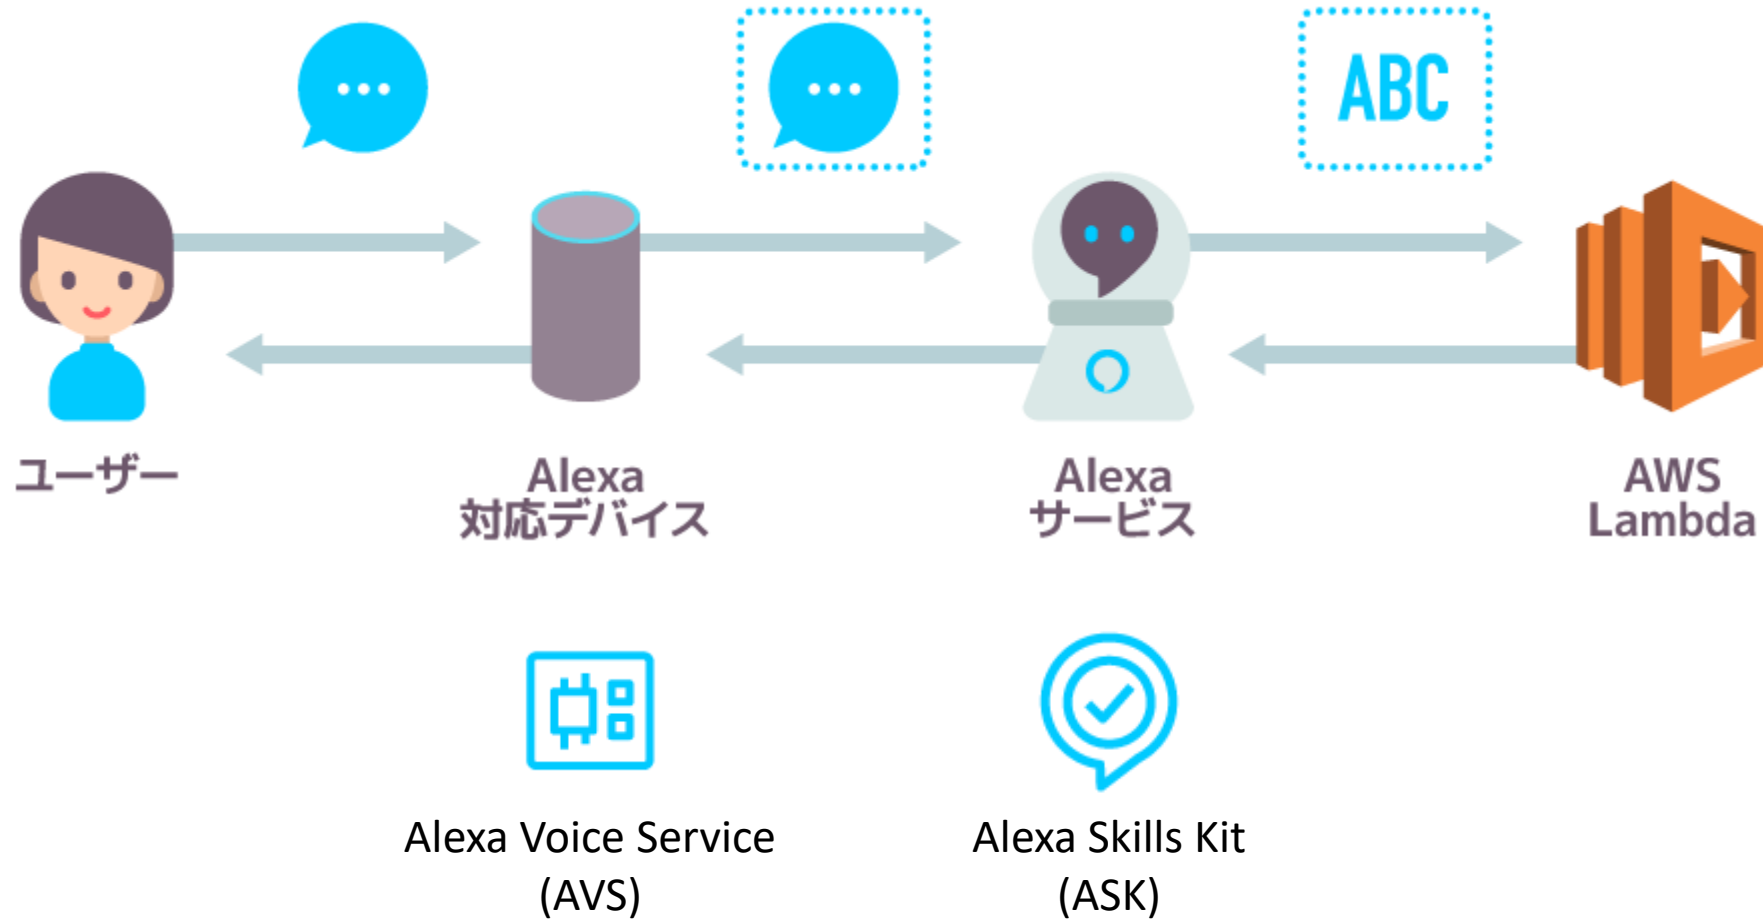 ABC
ユーザー
Alexa
対応デバイス
Alexa
サービス
AWS
Lambda
Alexa Voice Service
(AVS)
Alexa Skills Kit
(ASK)